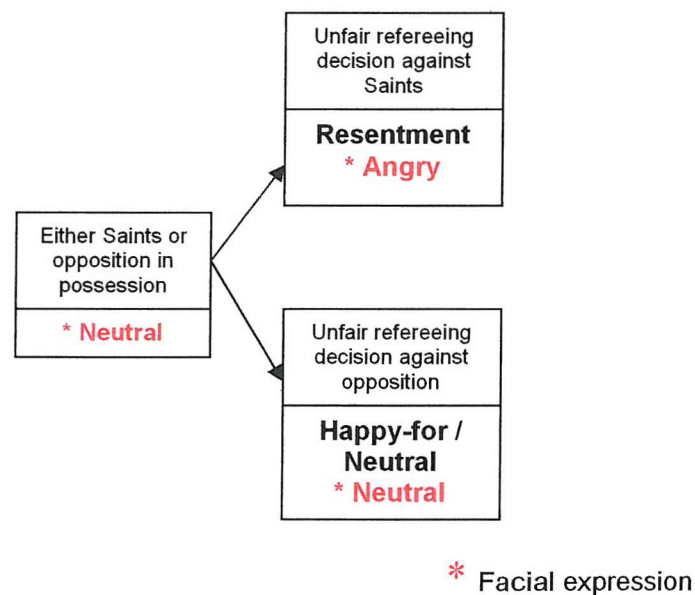 Unfair refereeing
decision against
Saints
Resentment
* Angry
Either Saints or
opposition in
possession
* Neutral
Unfair refereeing
decision against
opposition
Happy-for /
Neutral
* Neutral
* Facial expression